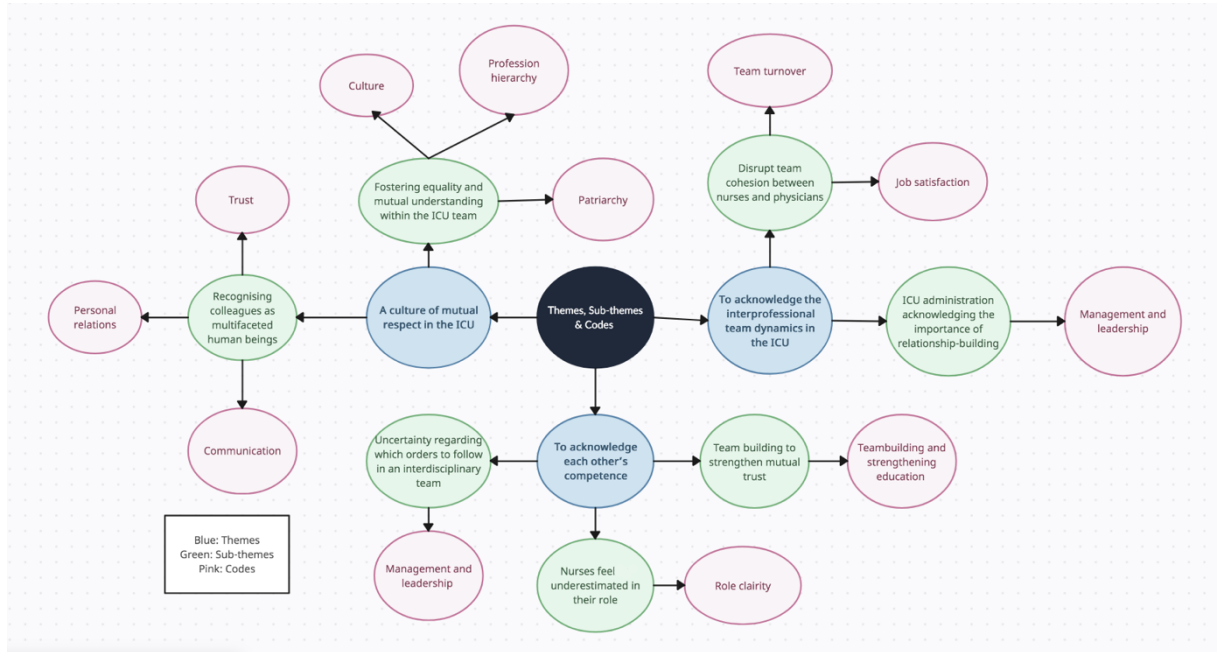 Profession
hierarchy
Culture
Team turnover
Fostering equality and
mutual understanding
within the ICU team
Disrupt team
cohesion between
nurses and physicians
Job satisfaction
Trust
Patriarchy
Personal
relations
Recognising
colleagues as
multifaceted
human beings
A culture of mutual
respect in the ICU
Themes, Sub-themes
& Codes
To acknowledge the
interprofessional
team dynamics in
the ICU
ICU administration
acknowledging the
importance of
relationship-building
Management and
leadership
Communication
Uncertainty regarding
which orders to follow
in an interdisciplinary
team
To acknowledge
each other's
competence
Team building to
strengthen mutual
trust
Teambuilding and
strengthening
education
Blue: Themes
Green: Sub-themes
Pink: Codes
Management and
leadership
Nurses feel
underestimated in
their role
Role clairity